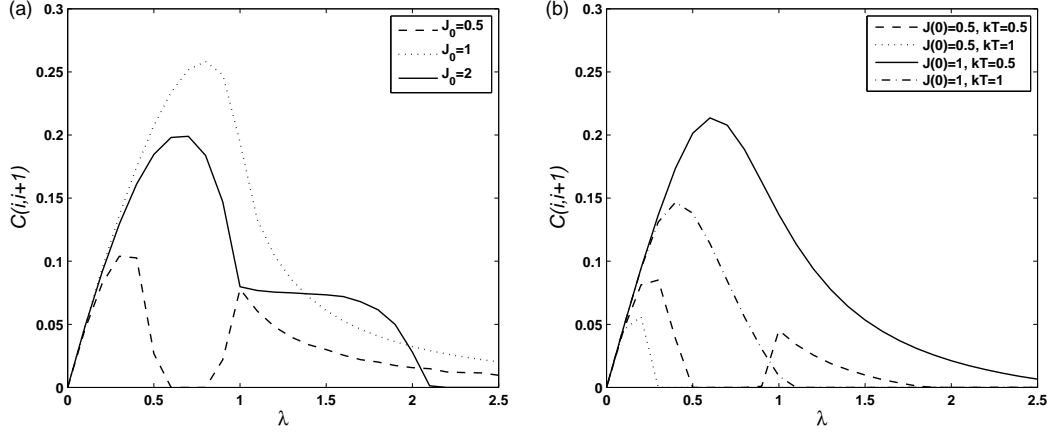 (a)
J₀=0.5
J₀=1
J₀=2
C(i,i+1)
0.3
0.25
0.2
0.15
0.1
0.05
0
0 0.5 1 1.5 2 2.5
λ
(b)
J(0)=0.5, kT=0.5
J(0)=0.5, kT=1
J(0)=1, kT=0.5
J(0)=1, kT=1
C(i,i+1)
0.3
0.25
0.2
0.15
0.1
0.05
0
0 0.5 1 1.5 2 2.5
λ